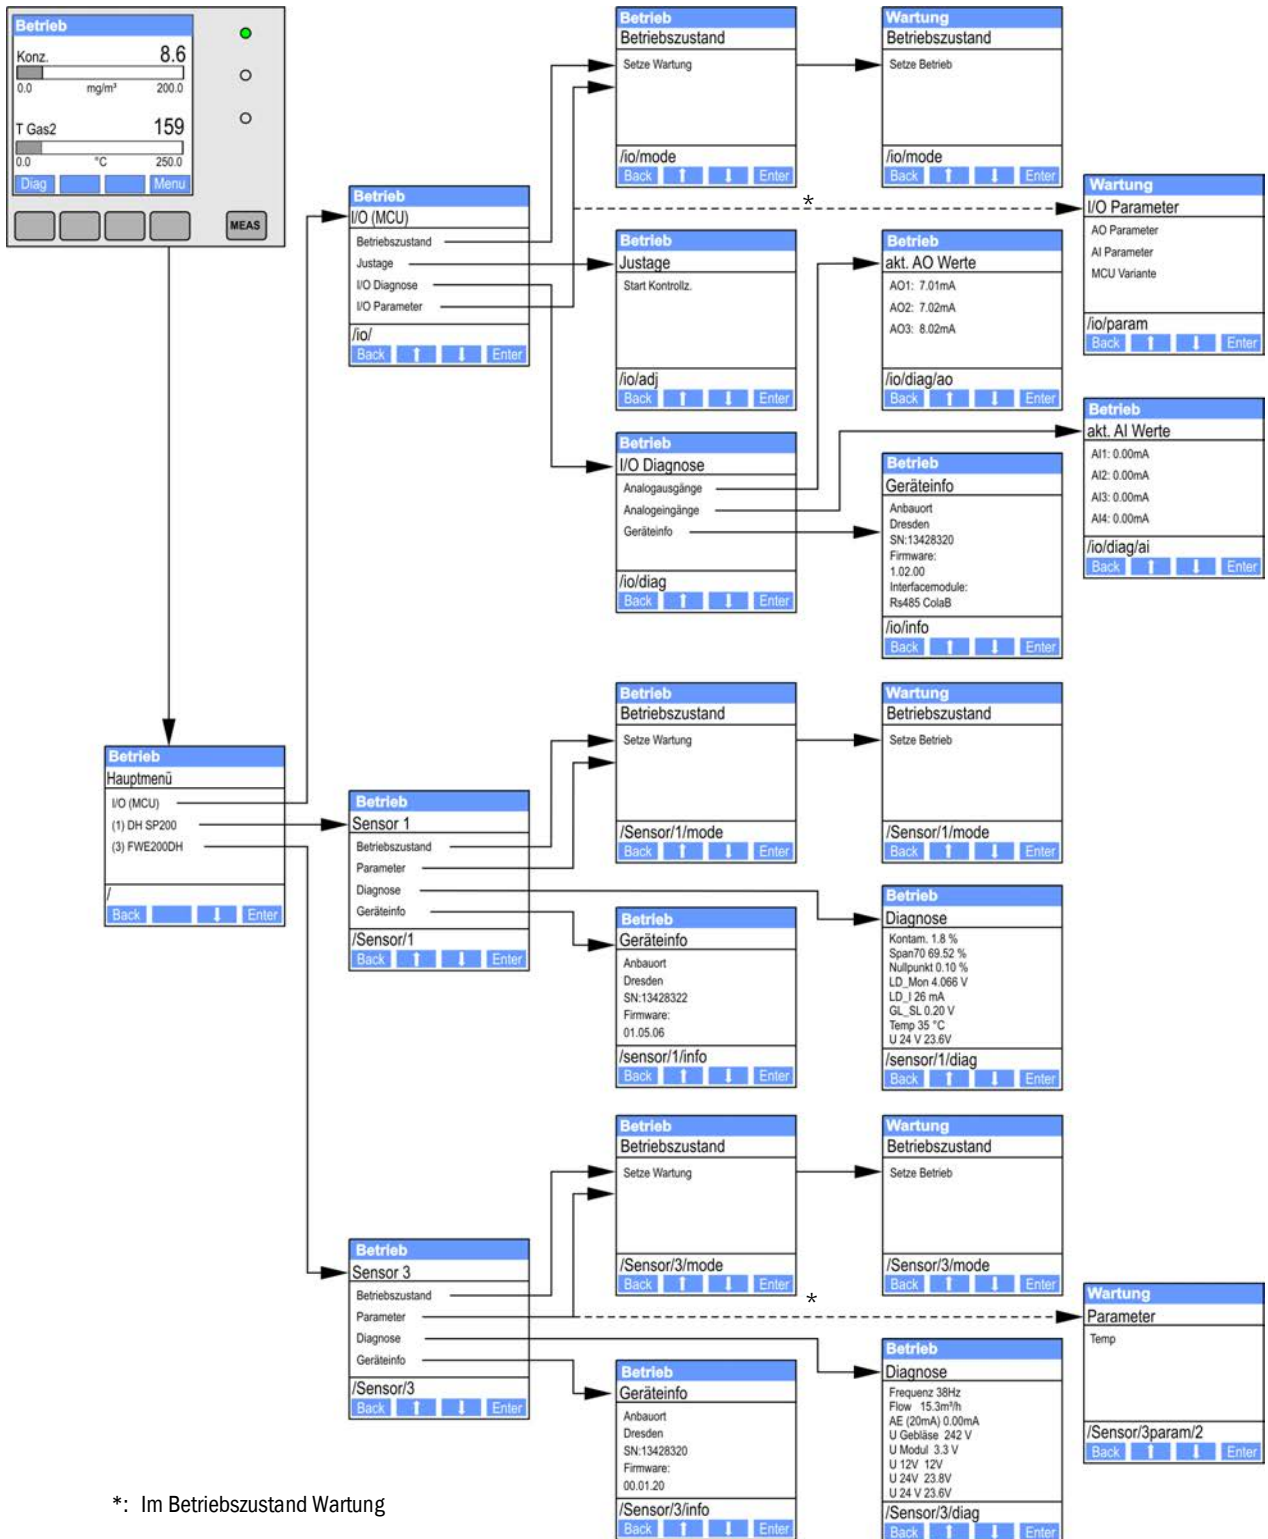 Betrieb
Konz. 8.6
0.0 mg/m³ 200.0
T Gas2 159
0.0 °C 250.0
Diag Menu
MEAS
Betrieb
Hauptmenü
I/O (MCU)
(1) DH SP200
(3) FWE200DH
/
Back Enter
Betrieb
I/O (MCU)
Betriebszustand
Justage
I/O Diagnose
I/O Parameter
/io/
Back Enter
Betrieb
Betriebszustand
Setze Wartung
/io/mode
Back Enter
Wartung
Betriebszustand
Setze Betrieb
/io/mode
Back Enter
*
Wartung
I/O Parameter
AO Parameter
AI Parameter
MCU Variante
/io/param
Back Enter
Betrieb
Justage
Start Kontrollz.
/io/adj
Back Enter
Betrieb
akt. AO Werte
AO1: 7.01mA
AO2: 7.02mA
AO3: 8.02mA
/io/diag/ao
Back Enter
Betrieb
akt. AI Werte
AI1: 0.00mA
AI2: 0.00mA
AI3: 0.00mA
AI4: 0.00mA
/io/diag/ai
Back Enter
Betrieb
I/O Diagnose
Analogausgänge
Analogeingänge
Geräteinfo
/io/diag
Back Enter
Betrieb
Geräteinfo
Anbauort
Dresden
SN:13428320
Firmware:
1.02.00
Interfacemodule:
Rs485 ColaB
/io/info
Back Enter
Betrieb
Sensor 1
Betriebszustand
Parameter
Diagnose
Geräteinfo
/Sensor/1
Back Enter
Betrieb
Betriebszustand
Setze Wartung
/Sensor/1/mode
Back Enter
Wartung
Betriebszustand
Setze Betrieb
/Sensor/1/mode
Back Enter
Betrieb
Geräteinfo
Anbauort
Dresden
SN:13428322
Firmware:
01.05.06
/sensor/1/info
Back Enter
Betrieb
Diagnose
Kontam. 1.8 %
Span70 69.52 %
Nullpunkt 0.10 %
LD_Mon 4.066 V
LD_I 26 mA
GL_SL 0.20 V
Temp 35 °C
U 24 V 23.6V
/sensor/1/diag
Back Enter
Betrieb
Sensor 3
Betriebszustand
Parameter
Diagnose
Geräteinfo
/Sensor/3
Back Enter
Betrieb
Betriebszustand
Setze Wartung
/Sensor/3/mode
Back Enter
Wartung
Betriebszustand
Setze Betrieb
/Sensor/3/mode
Back Enter
*
Wartung
Parameter
Temp
/Sensor/3param/2
Back Enter
Betrieb
Geräteinfo
Anbauort
Dresden
SN:13428320
Firmware:
00.01.20
/Sensor/3/info
Back Enter
Betrieb
Diagnose
Frequenz 38Hz
Flow 15.3m³/h
AE (20mA) 0.00mA
U Gebläse 242 V
U Modul 3.3 V
U 12V 12V
U 24V 23.8V
U 24 V 23.6V
/Sensor/3/diag
Back Enter
*: Im Betriebszustand Wartung